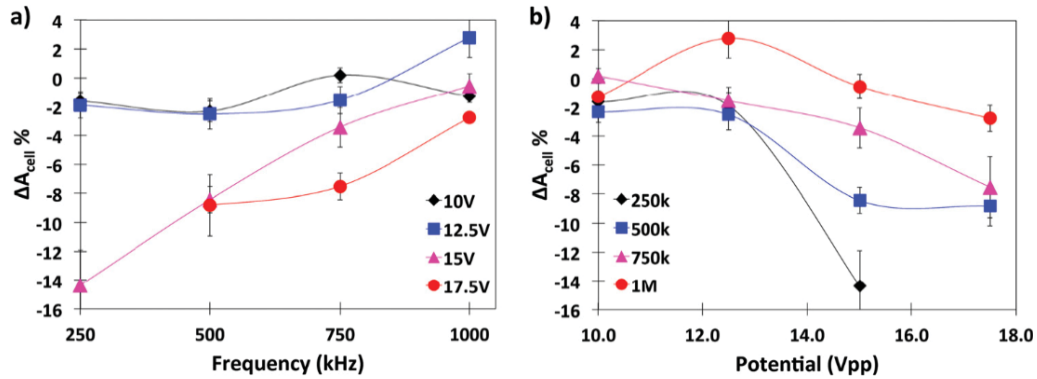 a)
ΔAcell %
4
2
0
-2
-4
-6
-8
-10
-12
-14
-16
250
500
750
1000
Frequency (kHz)
10V
12.5V
15V
17.5V
b)
ΔAcell %
4
2
0
-2
-4
-6
-8
-10
-12
-14
-16
10.0
12.0
14.0
16.0
18.0
Potential (Vpp)
250k
500k
750k
1M